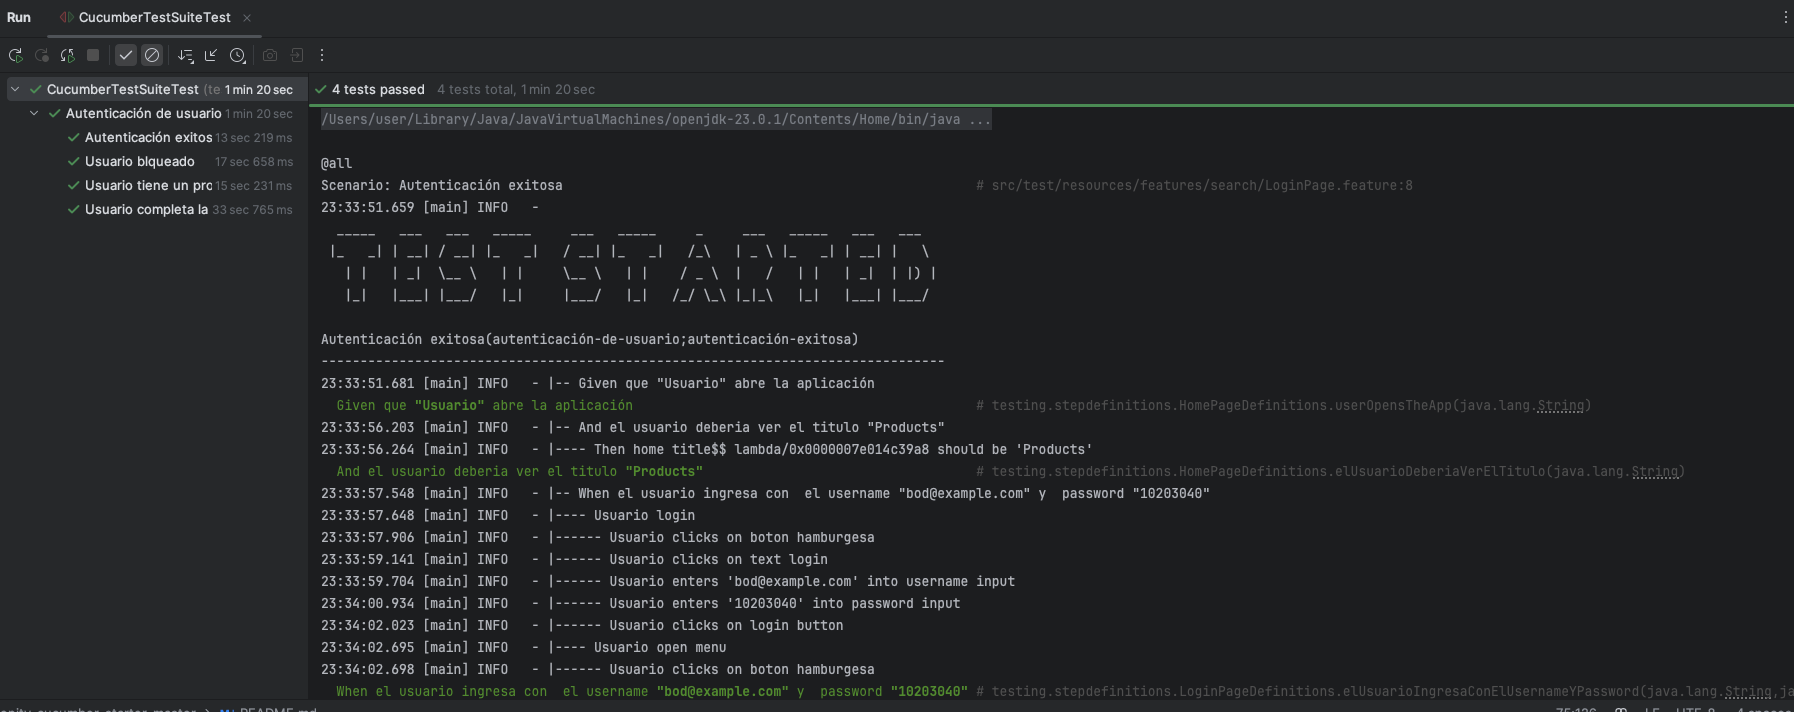 Run CucumberTestSuiteTest
CucumberTestSuiteTest (te 1 min 20 sec
Autenticación de usuario 1 min 20 sec
Autenticación exitos 13 sec 219 ms
Usuario blqueado 17 sec 658 ms
Usuario tiene un pro 15 sec 231 ms
Usuario completa la 33 sec 765 ms
4 tests passed 4 tests total, 1 min 20 sec
/Users/user/Library/Java/JavaVirtualMachines/openjdk-23.0.1/Contents/Home/bin/java ...
@all
Scenario: Autenticación exitosa # src/test/resources/features/search/LoginPage.feature:8
23:33:51.659 [main] INFO -
TEST STARTED
Autenticación exitosa(autenticación-de-usuario;autenticación-exitosa)
--------------------------------------------------------------------------------
23:33:51.681 [main] INFO - |-- Given que "Usuario" abre la aplicación
Given que "Usuario" abre la aplicación # testing.stepdefinitions.HomePageDefinitions.userOpensTheApp(java.lang.String)
23:33:56.203 [main] INFO - |-- And el usuario deberia ver el titulo "Products"
23:33:56.264 [main] INFO - |---- Then home title$$ lambda/0x0000007e014c39a8 should be 'Products'
And el usuario deberia ver el titulo "Products" # testing.stepdefinitions.HomePageDefinitions.elUsuarioDeberiaVerElTitulo(java.lang.String)
23:33:57.548 [main] INFO - |-- When el usuario ingresa con el username "bod@example.com" y password "10203040"
23:33:57.648 [main] INFO - |---- Usuario login
23:33:57.906 [main] INFO - |------ Usuario clicks on boton hamburgesa
23:33:59.141 [main] INFO - |------ Usuario clicks on text login
23:33:59.704 [main] INFO - |------ Usuario enters 'bod@example.com' into username input
23:34:00.934 [main] INFO - |------ Usuario enters '10203040' into password input
23:34:02.023 [main] INFO - |------ Usuario clicks on login button
23:34:02.695 [main] INFO - |---- Usuario open menu
23:34:02.698 [main] INFO - |------ Usuario clicks on boton hamburgesa
When el usuario ingresa con el username "bod@example.com" y password "10203040" # testing.stepdefinitions.LoginPageDefinitions.elUsuarioIngresaConElUsernameYPassword(java.lang.String,ja